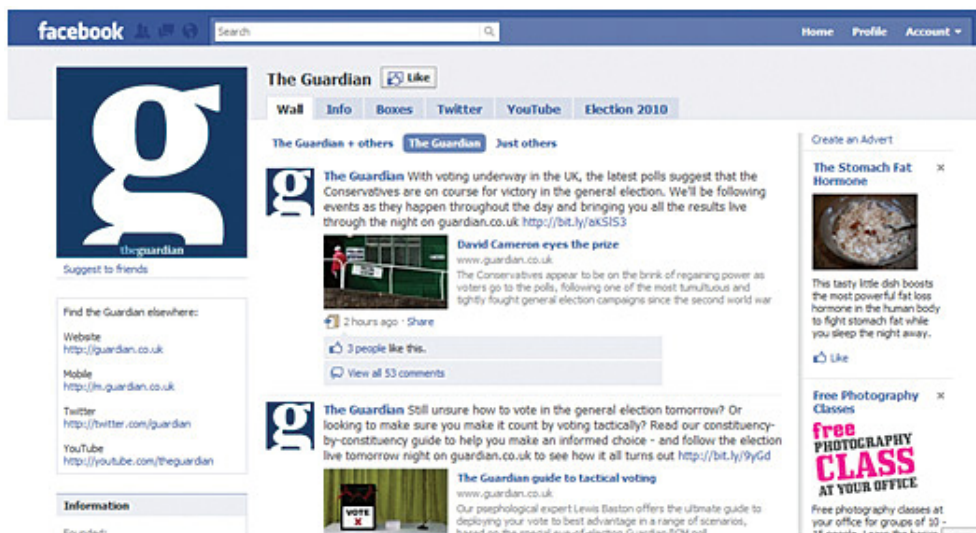 facebook
Search
Home Profile Account
g
theguardian
Suggest to friends
Find the Guardian elsewhere:
Website
http://guardian.co.uk
Mobile
http://m.guardian.co.uk
Twitter
http://twitter.com/guardian
YouTube
http://youtube.com/theguardian
Information
The Guardian Like
Wall Info Boxes Twitter YouTube Election 2010
The Guardian + others The Guardian Just others
g
The Guardian With voting underway in the UK, the latest polls suggest that the
Conservatives are on course for victory in the general election. We'll be following
events as they happen throughout the day and bringing you all the results live
through the night on guardian.co.uk
David Cameron eyes the prize
www.guardian.co.uk
The Conservatives appear to be on the brink of regaining power as
voters go to the polls, following one of the most tumultuous and
tightly fought general election campaigns since the second world war
2 hours ago · Share
3 people like this.
View all 53 comments
g
The Guardian Still unsure how to vote in the general election tomorrow? Or
looking to make sure you make it count by voting tactically? Read our constituency-
by-constituency guide to help you make an informed choice - and follow the election
live tomorrow night on guardian.co.uk to see how it all turns out http://bit.ly/9yGd
VOTE
X
The Guardian guide to tactical voting
www.guardian.co.uk
Our psephological expert Lewis Baston offers the ultimate guide to
deploying your vote to best advantage in a range of scenarios,
Create an Advert
The Stomach Fat
Hormone
This tasty little dish boosts
the most powerful fat loss
hormone in the human body
to fight stomach fat while
you sleep the night away.
Like
Free Photography
Classes
free
PHOTOGRAPHY
CLASS
AT YOUR OFFICE
Free photography classes at
your office for groups of 10 -